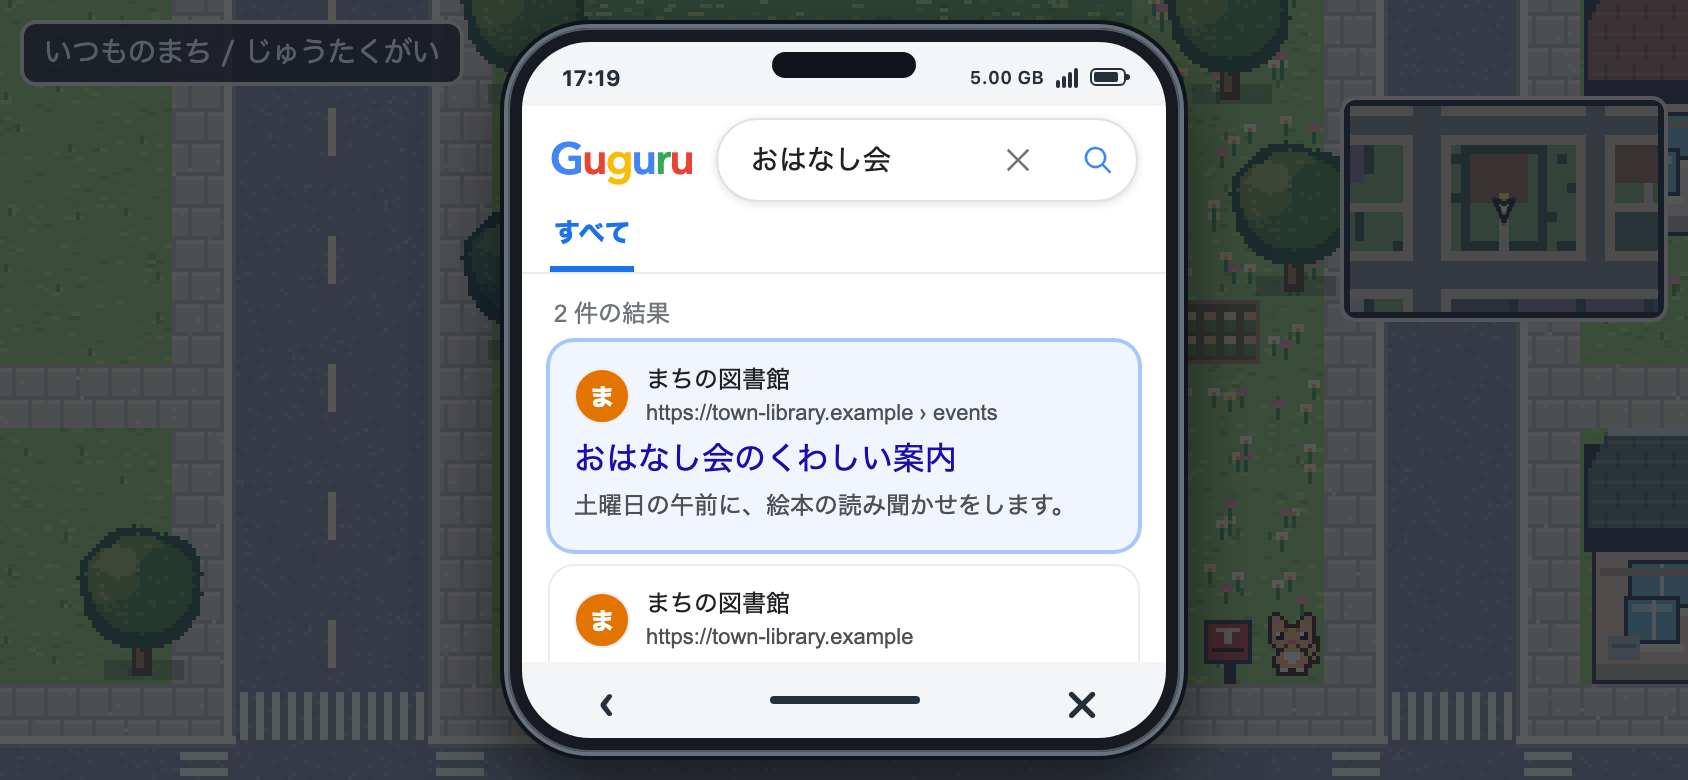 いつものまち / じゅうたくがい
17:19
5.00 GB
Guguru
おはなし会
すべて
2 件の結果
ま
まちの図書館
https://town-library.example › events
おはなし会のくわしい案内
土曜日の午前に、絵本の読み聞かせをします。
ま
まちの図書館
https://town-library.example